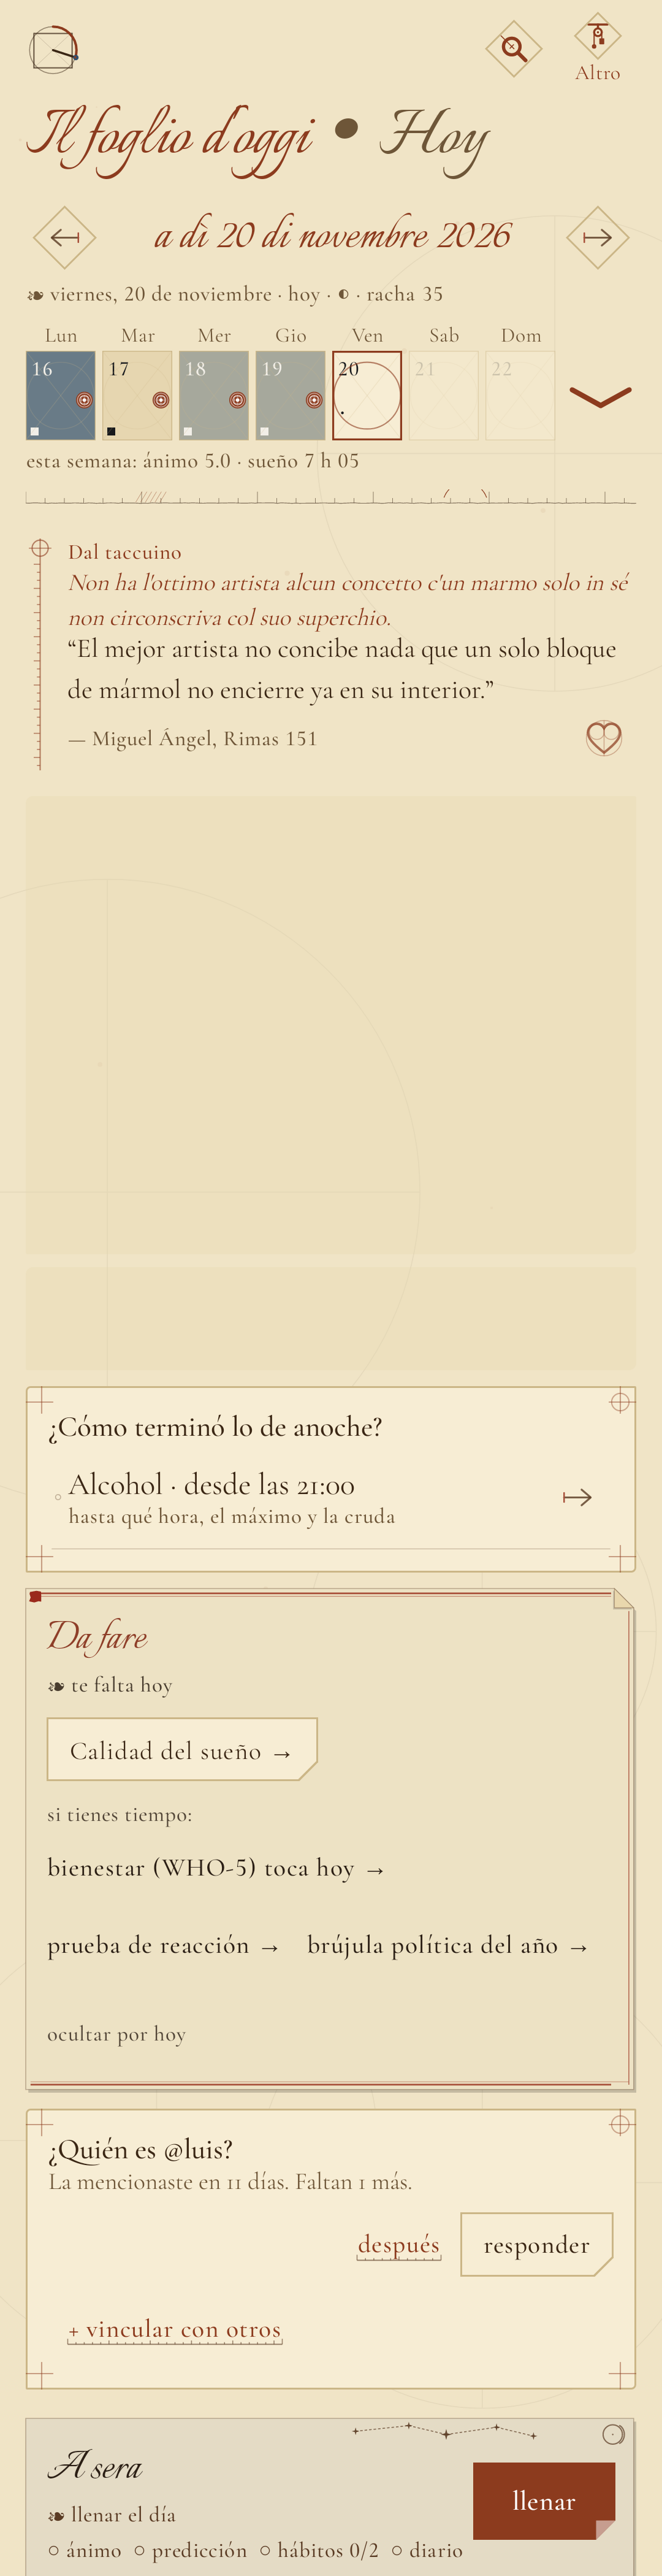 Altro
Il foglio d'oggi • Hoy
a dì 20 di novembre 2026
❧ viernes, 20 de noviembre · hoy · ◐ · racha 35
Lun Mar Mer Gio Ven Sab Dom
16 17 18 19 20 21 22
esta semana: ánimo 5.0 · sueño 7 h 05
Dal taccuino
Non ha l'ottimo artista alcun concetto c'un marmo solo in sé
non circonscriva col suo superchio.
“El mejor artista no concibe nada que un solo bloque
de mármol no encierre ya en su interior.”
— Miguel Ángel, Rimas 151
¿Cómo terminó lo de anoche?
Alcohol · desde las 21:00
hasta qué hora, el máximo y la cruda
Da fare
❧ te falta hoy
Calidad del sueño →
si tienes tiempo:
bienestar (WHO-5) toca hoy →
prueba de reacción → brújula política del año →
ocultar por hoy
¿Quién es @luis?
La mencionaste en 11 días. Faltan 1 más.
después responder
+ vincular con otros
A sera
llenar
❧ llenar el día
○ ánimo ○ predicción ○ hábitos 0/2 ○ diario